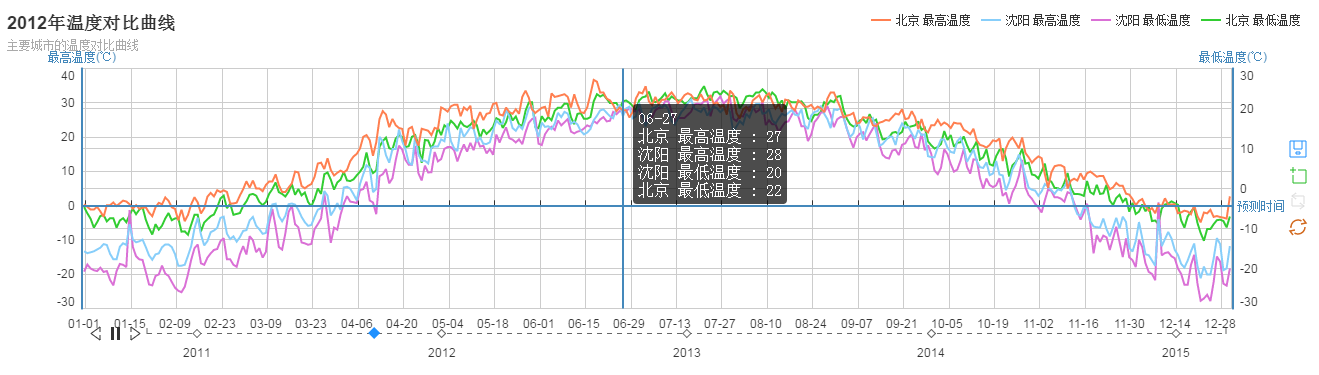 2012年温度对比曲线
主要城市的温度对比曲线
北京 最高温度 沈阳 最高温度 沈阳 最低温度 北京 最低温度
最高温度(℃) 最低温度(℃)
40 30
30 20
20 10
10 0
0 预测时间
-10 -10
-20 -20
-30 -30
06-27
北京 最高温度 : 27
沈阳 最高温度 : 28
沈阳 最低温度 : 20
北京 最低温度 : 22
01-01 01-15 02-09 02-23 03-09 03-23 04-06 04-20 05-04 05-18 06-01 06-15 06-29 07-13 07-27 08-10 08-24 09-07 09-21 10-05 10-19 11-02 11-16 11-30 12-14 12-28
2011 2012 2013 2014 2015